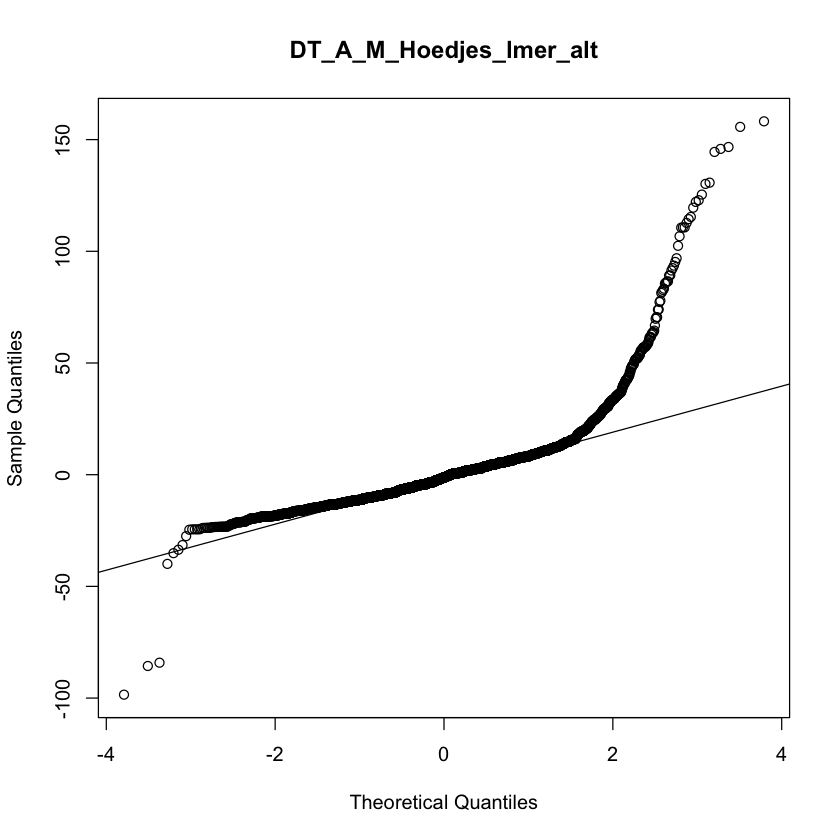 DT_A_M_Hoedjes_lmer_alt
150
100
50
0
-50
-100
Sample Quantiles
-4 -2 0 2 4
Theoretical Quantiles